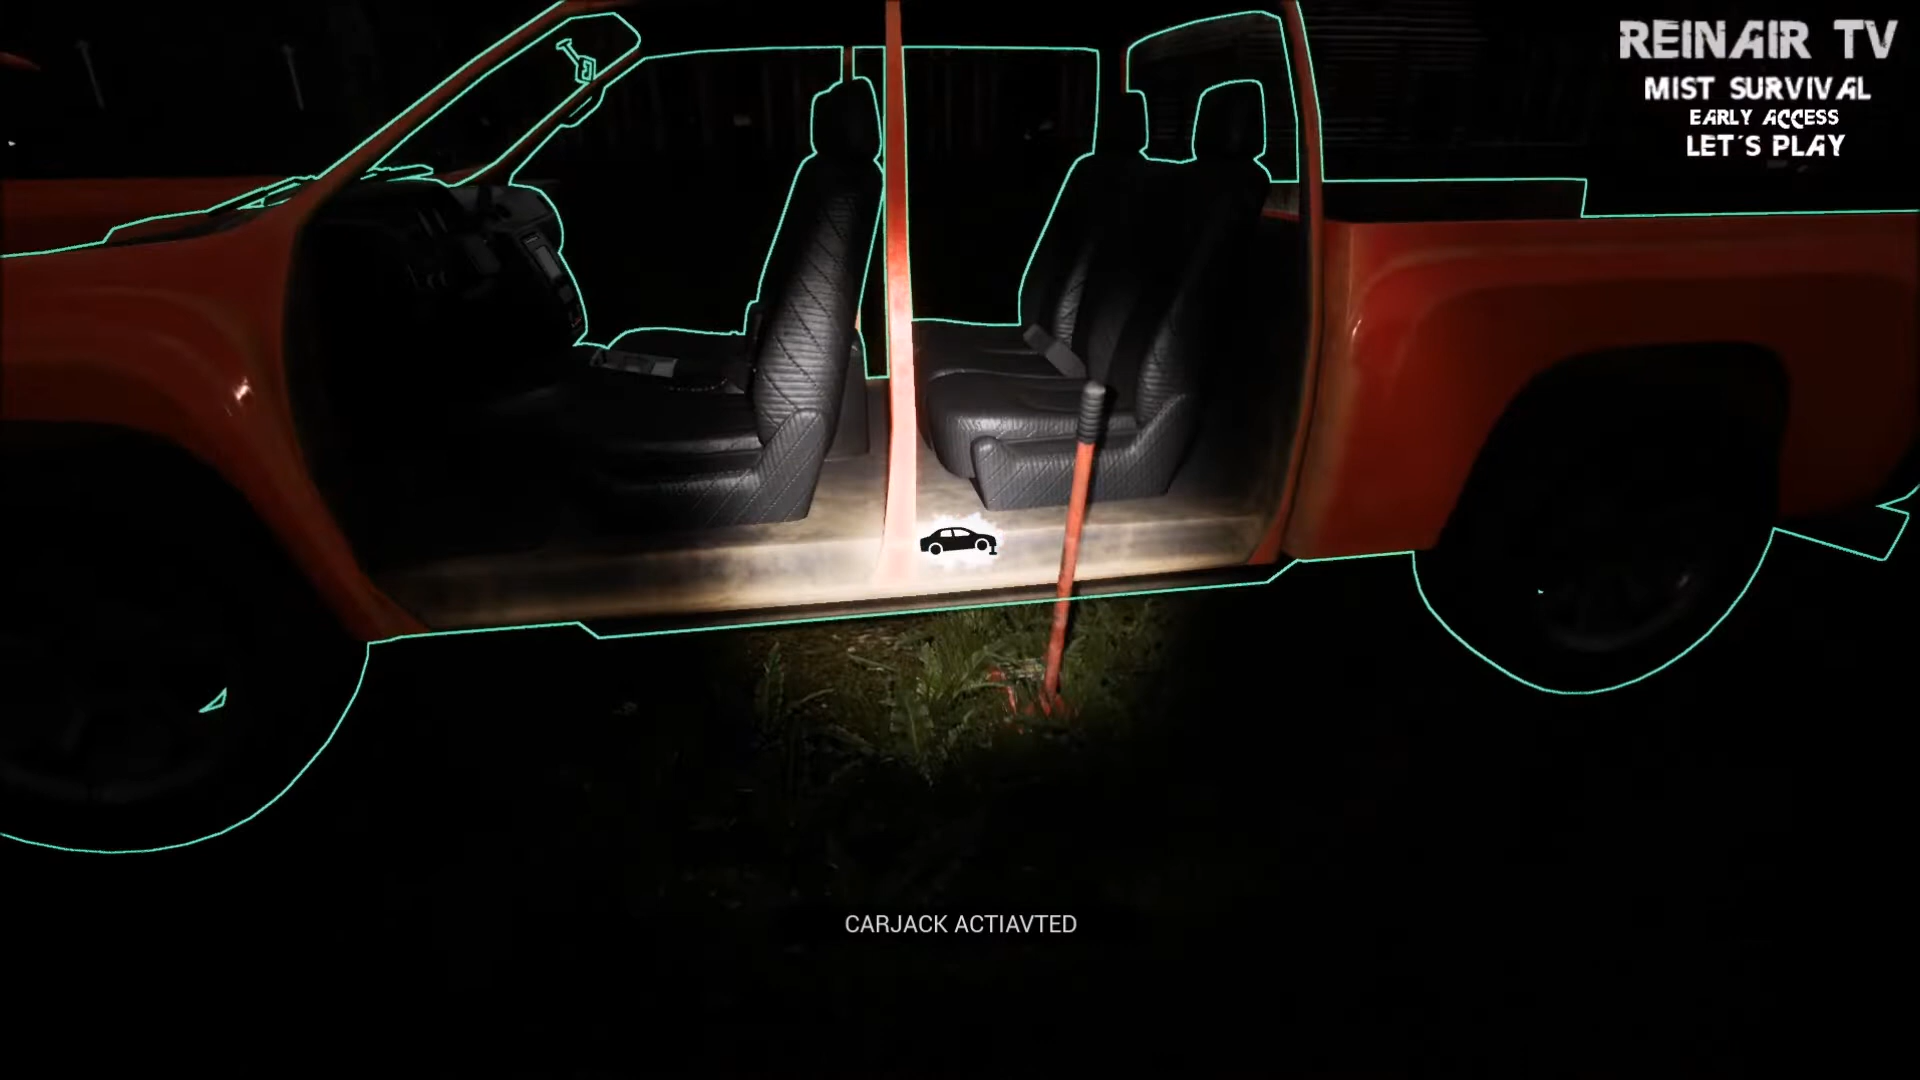 REINAIR TV
MIST SURVIVAL
EARLY ACCESS
LET´S PLAY
CARJACK ACTIAVTED